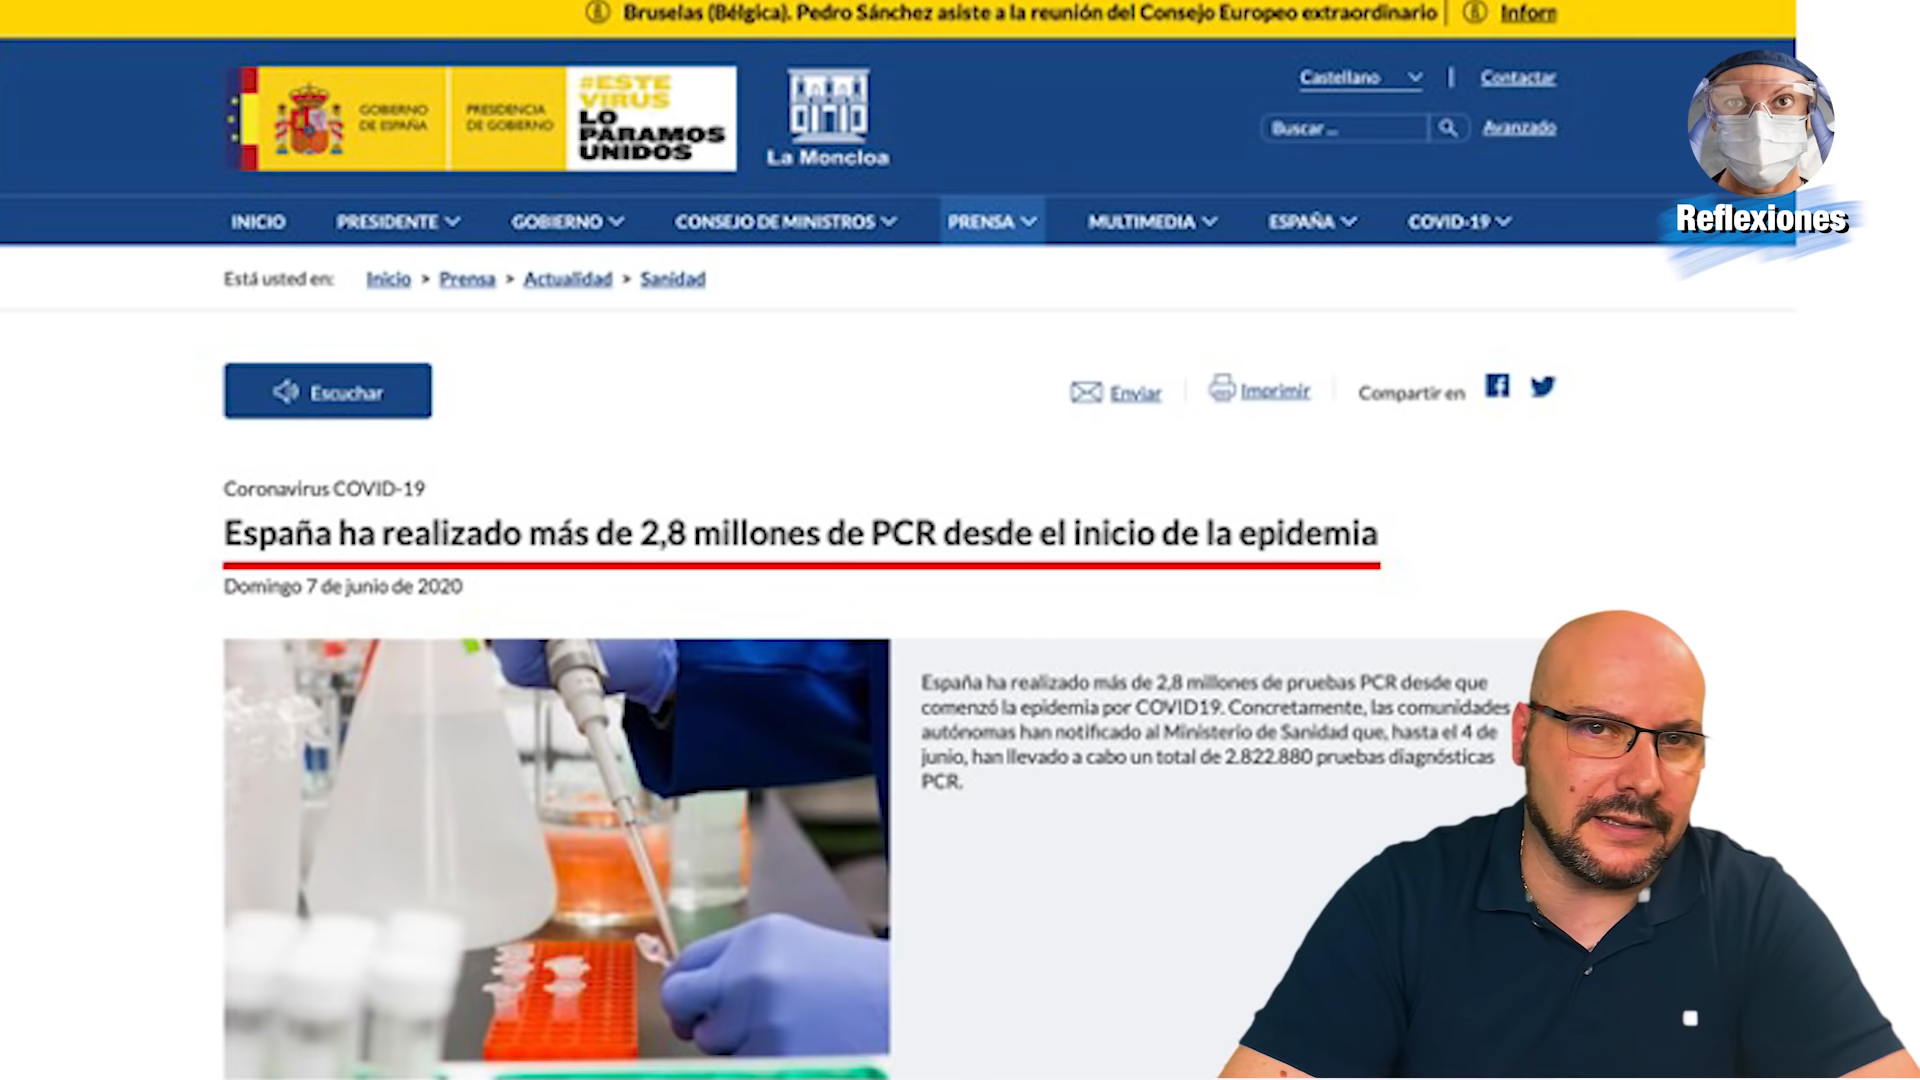 Bruselas (Bélgica). Pedro Sánchez asiste a la reunión del Consejo Europeo extraordinario | Inforn
GOBIERNO
DE ESPAÑA
PRESIDENCIA
DE GOBIERNO
#ESTE
VIRUS
LO
PARAMOS
UNIDOS
La Moncloa
Castellano | Contactar
Buscar... Avanzado
Reflexiones
INICIO PRESIDENTE GOBIERNO CONSEJO DE MINISTROS PRENSA MULTIMEDIA ESPAÑA COVID-19
Está usted en: Inicio > Prensa > Actualidad > Sanidad
Escuchar
Enviar Imprimir Compartir en
Coronavirus COVID-19
España ha realizado más de 2,8 millones de PCR desde el inicio de la epidemia
Domingo 7 de junio de 2020
España ha realizado más de 2,8 millones de pruebas PCR desde que
comenzó la epidemia por COVID19. Concretamente, las comunidades
autónomas han notificado al Ministerio de Sanidad que, hasta el 4 de
junio, han llevado a cabo un total de 2.822.880 pruebas diagnósticas
PCR.